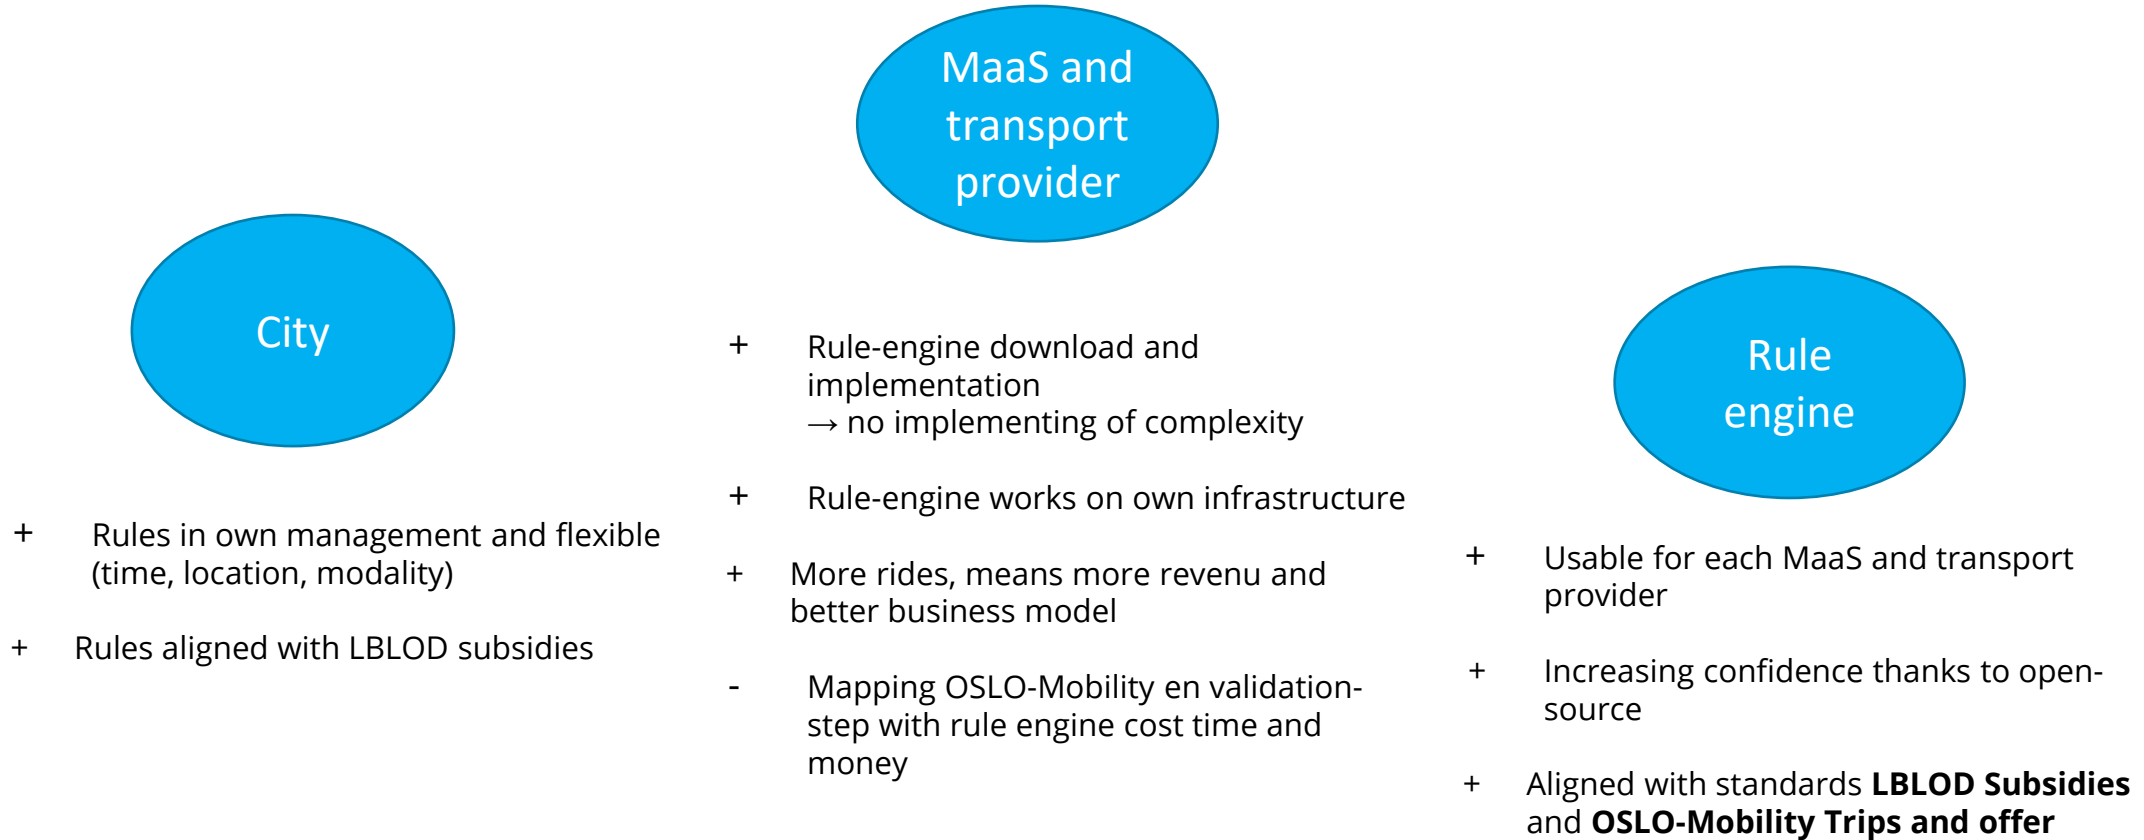 City
+ Rules in own management and flexible
(time, location, modality)
+ Rules aligned with LBLOD subsidies
MaaS and
transport
provider
+ Rule-engine download and
implementation
→ no implementing of complexity
+ Rule-engine works on own infrastructure
+ More rides, means more revenu and
better business model
- Mapping OSLO-Mobility en validation-
step with rule engine cost time and
money
Rule
engine
+ Usable for each MaaS and transport
provider
+ Increasing confidence thanks to open-
source
+ Aligned with standards LBLOD Subsidies
and OSLO-Mobility Trips and offer